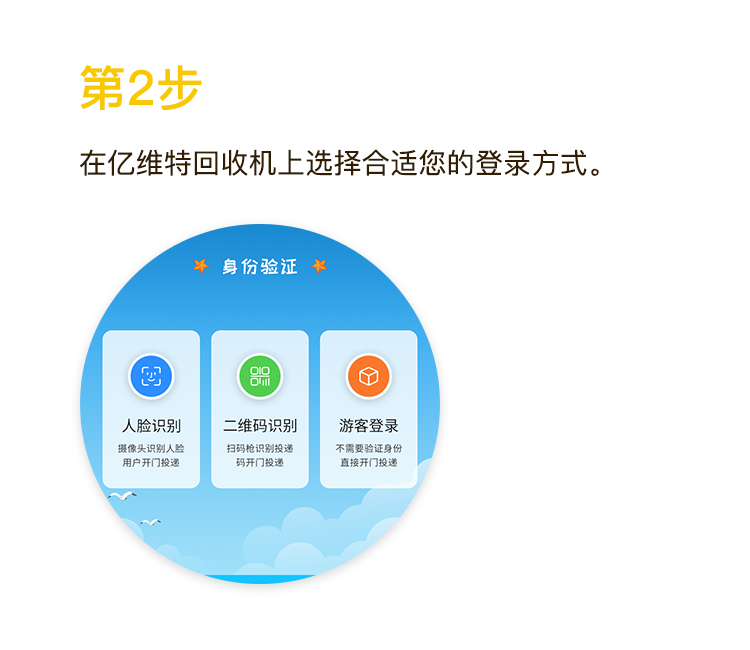 第2步
在亿维特回收机上选择合适您的登录方式。
身份验证
人脸识别
摄像头识别人脸
用户开门投递
二维码识别
扫码枪识别投递
码开门投递
游客登录
不需要验证身份
直接开门投递